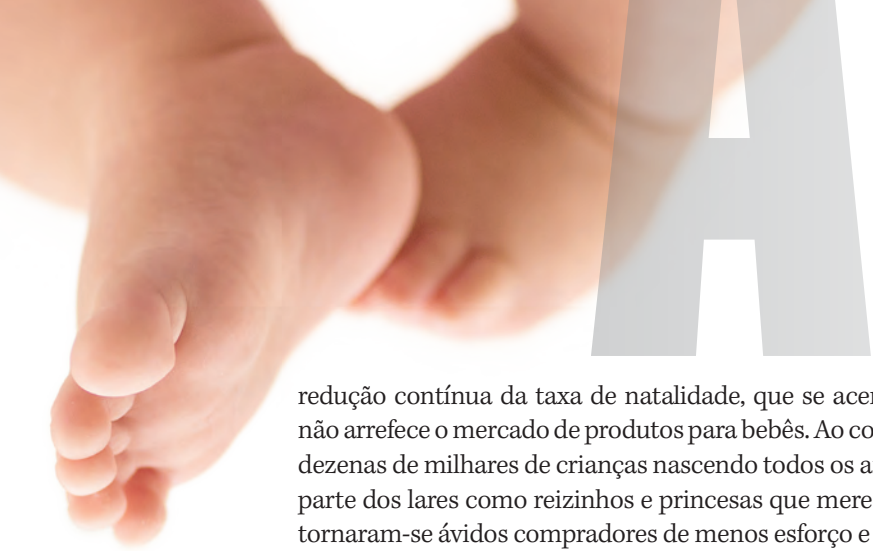 A
redução contínua da taxa de natalidade, que se acer
não arrefece o mercado de produtos para bebês. Ao co
dezenas de milhares de crianças nascendo todos os a
parte dos lares como reizinhos e princesas que mere
tornaram-se ávidos compradores de menos esforço e